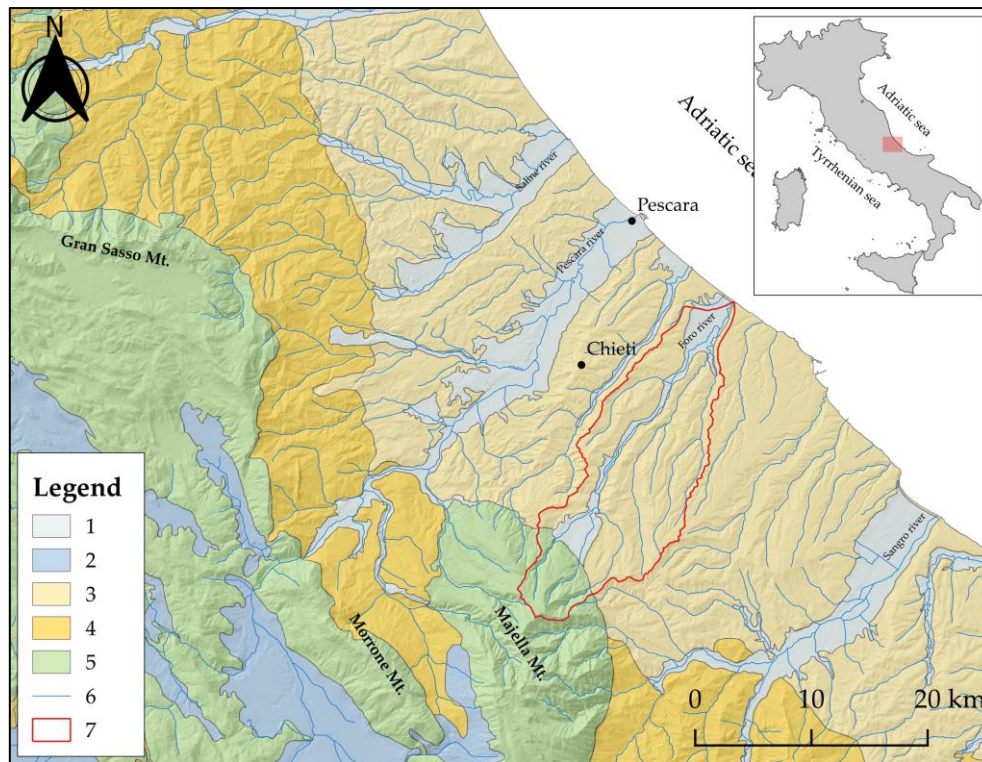 N
Adriatic sea
Tyrrhenian sea
Adriatic se
Saline river
Pescara
Pescara river
Gran Sasso Mt.
Foro river
Chieti
Sangro river
Majella Mt.
Morrone Mt.
Legend
1
2
3
4
5
6
7
0 10 20 km